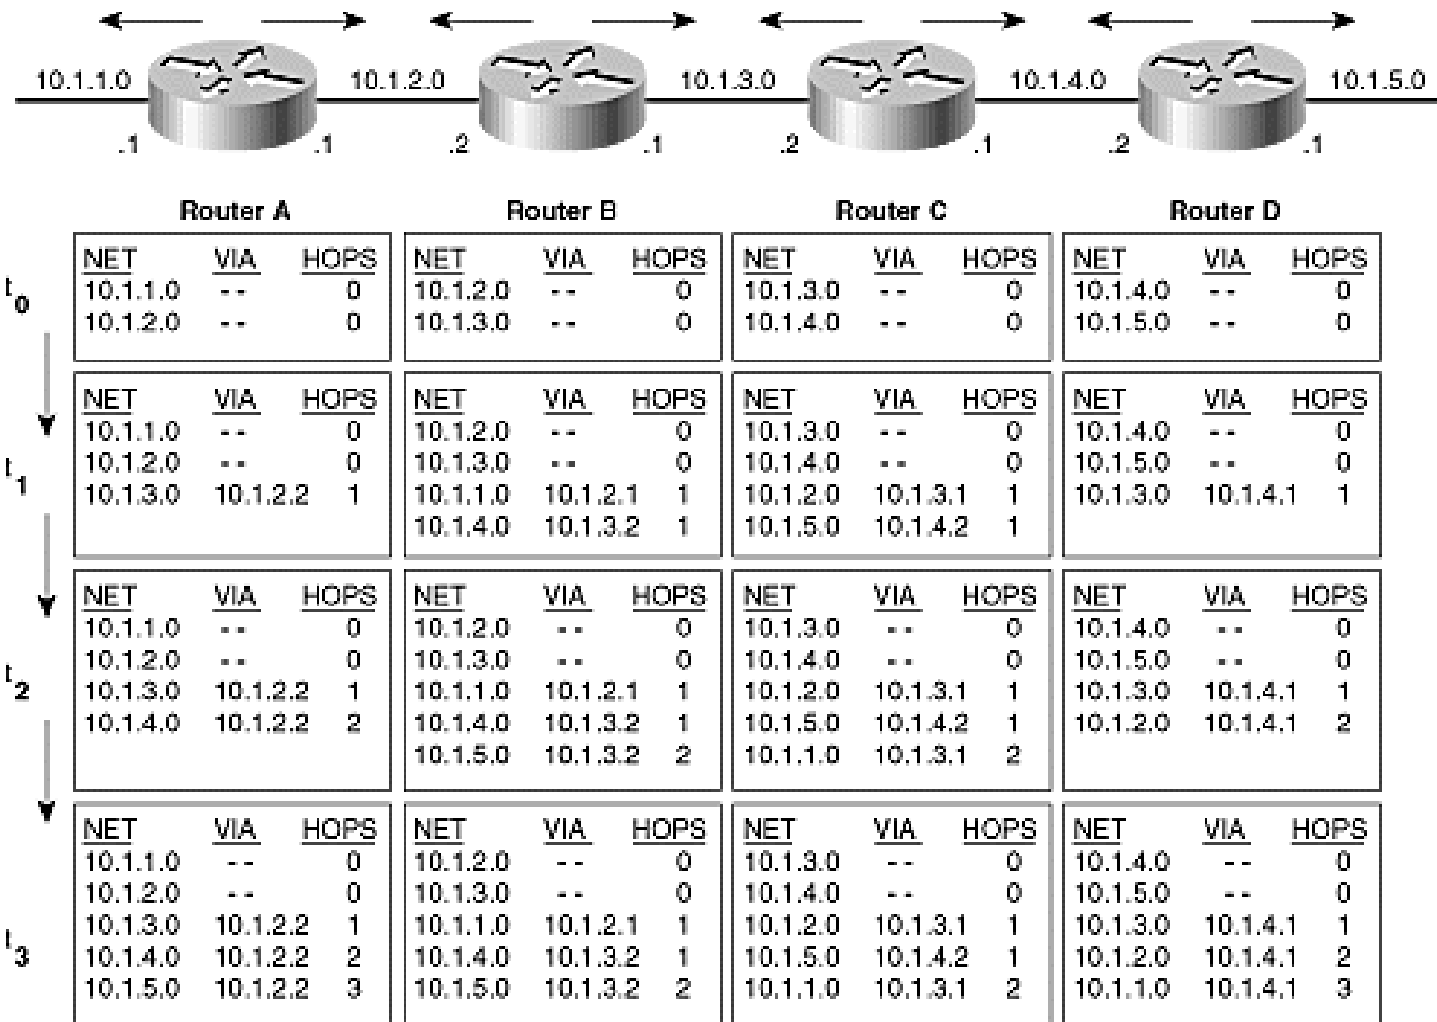 10.1.1.0 10.1.2.0 10.1.3.0 10.1.4.0 10.1.5.0
.1 .1 .2 .1 .2 .1 .2 .1
Router A Router B Router C Router D
t0
NET VIA HOPS NET VIA HOPS NET VIA HOPS NET VIA HOPS
10.1.1.0 -- 0 10.1.2.0 -- 0 10.1.3.0 -- 0 10.1.4.0 -- 0
10.1.2.0 -- 0 10.1.3.0 -- 0 10.1.4.0 -- 0 10.1.5.0 -- 0
t1
NET VIA HOPS NET VIA HOPS NET VIA HOPS NET VIA HOPS
10.1.1.0 -- 0 10.1.2.0 -- 0 10.1.3.0 -- 0 10.1.4.0 -- 0
10.1.2.0 -- 0 10.1.3.0 -- 0 10.1.4.0 -- 0 10.1.5.0 -- 0
10.1.3.0 10.1.2.2 1 10.1.1.0 10.1.2.1 1 10.1.2.0 10.1.3.1 1 10.1.3.0 10.1.4.1 1
10.1.4.0 10.1.3.2 1 10.1.5.0 10.1.4.2 1
t2
NET VIA HOPS NET VIA HOPS NET VIA HOPS NET VIA HOPS
10.1.1.0 -- 0 10.1.2.0 -- 0 10.1.3.0 -- 0 10.1.4.0 -- 0
10.1.2.0 -- 0 10.1.3.0 -- 0 10.1.4.0 -- 0 10.1.5.0 -- 0
10.1.3.0 10.1.2.2 1 10.1.1.0 10.1.2.1 1 10.1.2.0 10.1.3.1 1 10.1.3.0 10.1.4.1 1
10.1.4.0 10.1.2.2 2 10.1.4.0 10.1.3.2 1 10.1.5.0 10.1.4.2 1 10.1.2.0 10.1.4.1 2
10.1.5.0 10.1.3.2 2 10.1.1.0 10.1.3.1 2
t3
NET VIA HOPS NET VIA HOPS NET VIA HOPS NET VIA HOPS
10.1.1.0 -- 0 10.1.2.0 -- 0 10.1.3.0 -- 0 10.1.4.0 -- 0
10.1.2.0 -- 0 10.1.3.0 -- 0 10.1.4.0 -- 0 10.1.5.0 -- 0
10.1.3.0 10.1.2.2 1 10.1.1.0 10.1.2.1 1 10.1.2.0 10.1.3.1 1 10.1.3.0 10.1.4.1 1
10.1.4.0 10.1.2.2 2 10.1.4.0 10.1.3.2 1 10.1.5.0 10.1.4.2 1 10.1.2.0 10.1.4.1 2
10.1.5.0 10.1.2.2 3 10.1.5.0 10.1.3.2 2 10.1.1.0 10.1.3.1 2 10.1.1.0 10.1.4.1 3